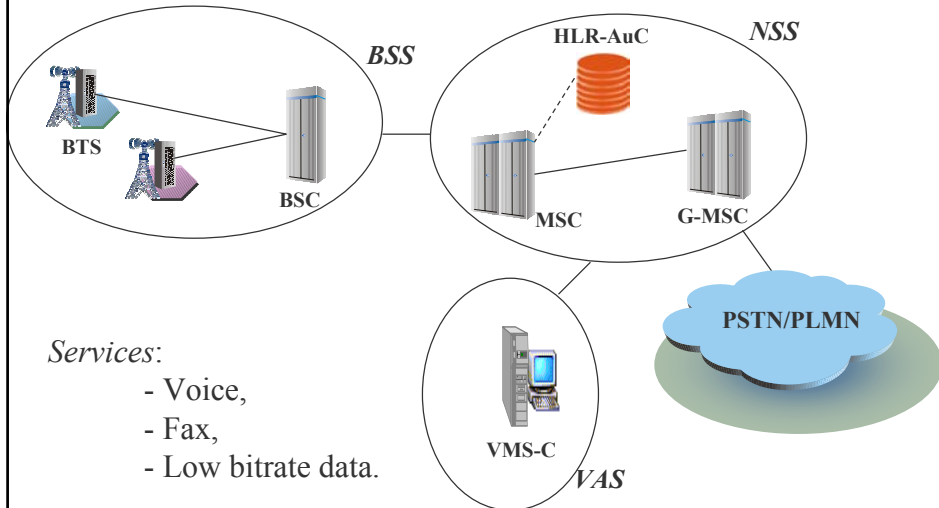 HLR-AuC
NSS
BSS
BTS
BSC
MSC
G-MSC
PSTN/PLMN
Services:
- Voice,
- Fax,
- Low bitrate data.
VMS-C
VAS